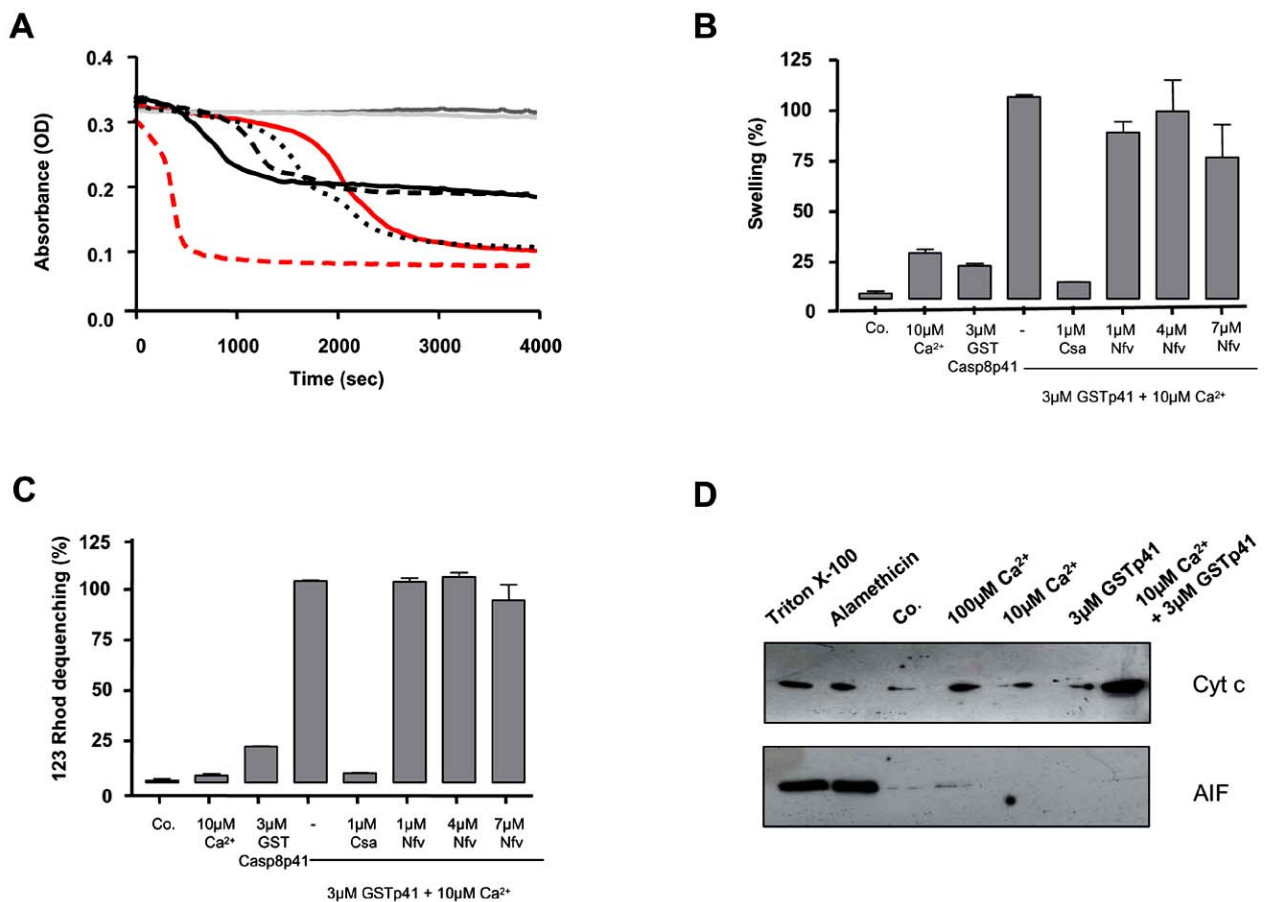 A
Absorbance (OD)
0.4
0.3
0.2
0.1
0.0
0 1000 2000 3000 4000
Time (sec)
B
Swelling (%)
125
100
75
50
25
0
Co. 10µM 3µM - 1µM 1µM 4µM 7µM
Ca²⁺ GST Csa Nfv Nfv Nfv
Casp8p41
3µM GSTp41 + 10µM Ca²⁺
C
123 Rhod dequenching (%)
125
100
75
50
25
0
Co. 10µM 3µM - 1µM 1µM 4µM 7µM
Ca²⁺ GST Csa Nfv Nfv Nfv
Casp8p41
3µM GSTp41 + 10µM Ca²⁺
D
Triton X-100
Alamethicin
Co.
100µM Ca²⁺
10µM Ca²⁺
3µM GSTp41
10µM Ca²⁺
+ 3µM GSTp41
Cyt c
AIF